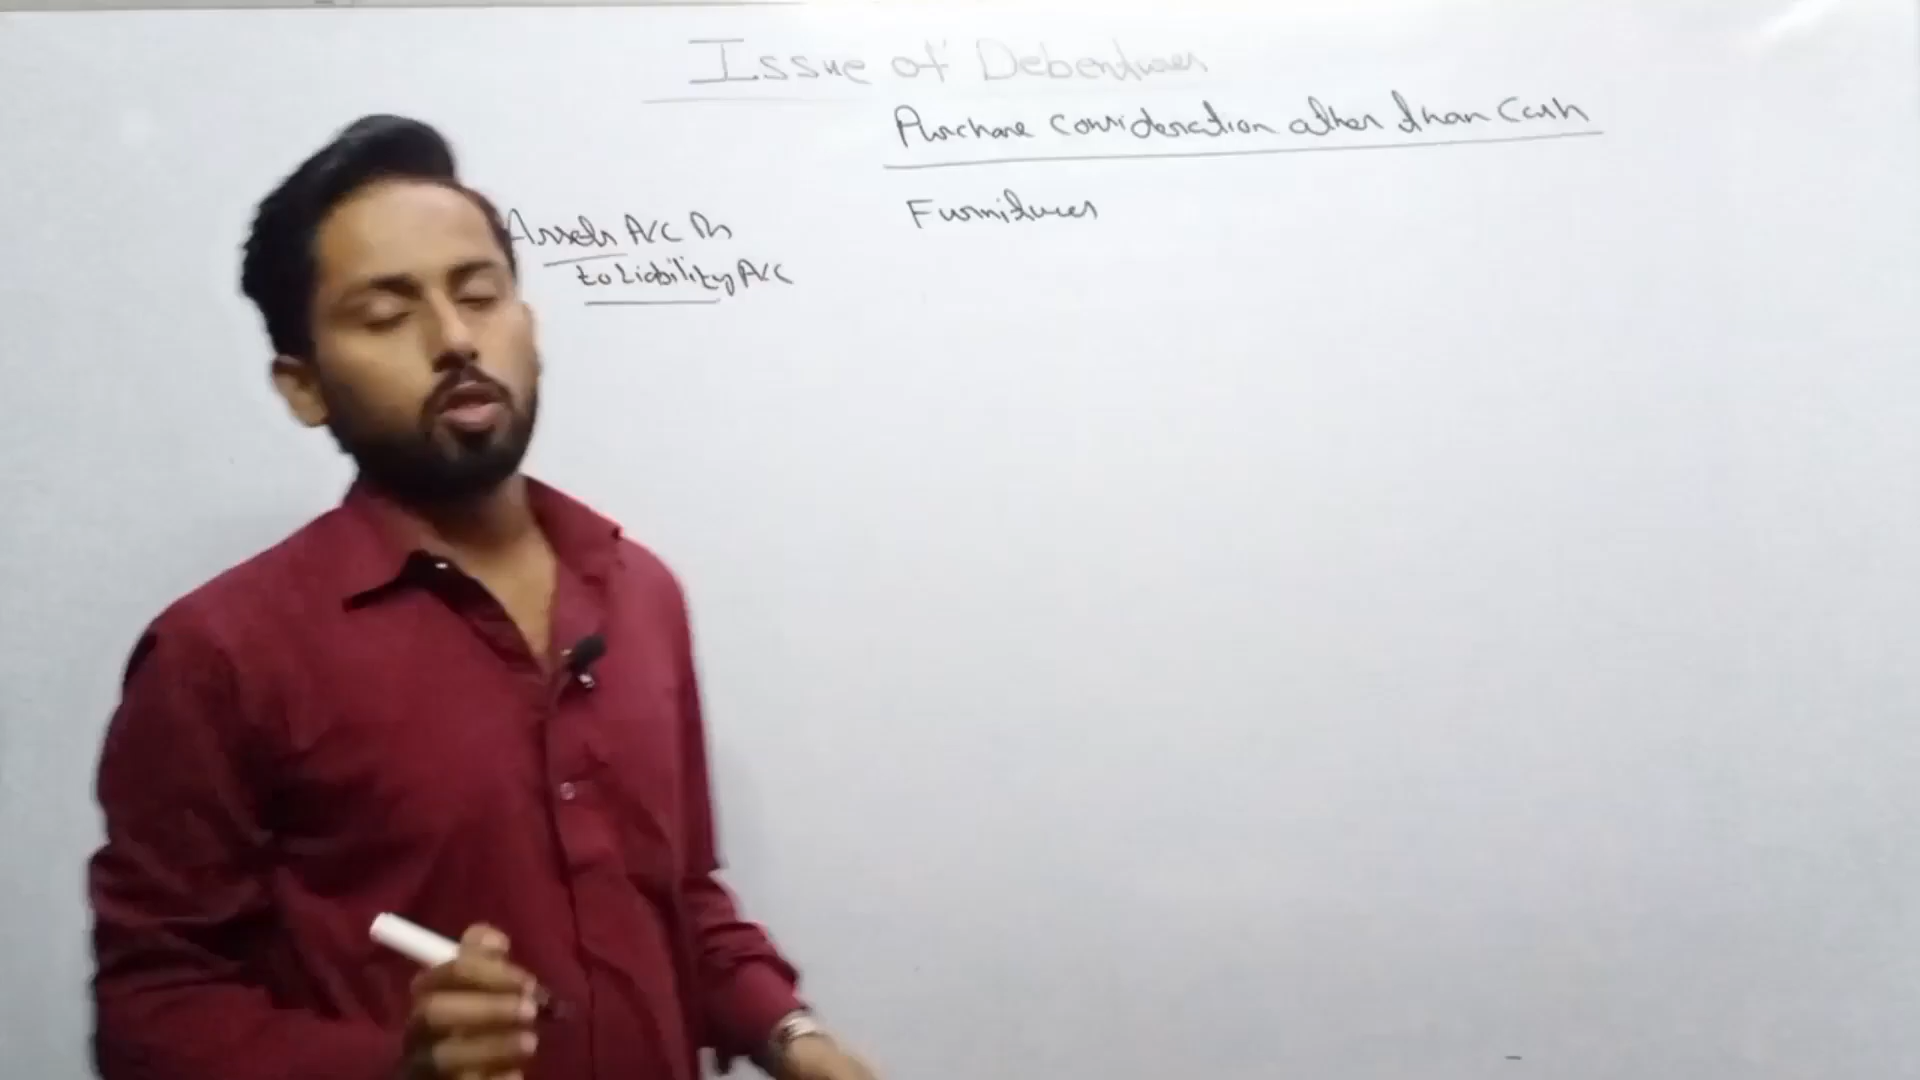 Issue of Debentures
Purchase consideration other than Cash
Furnitures
Assets A/C Dr
to Liability A/C